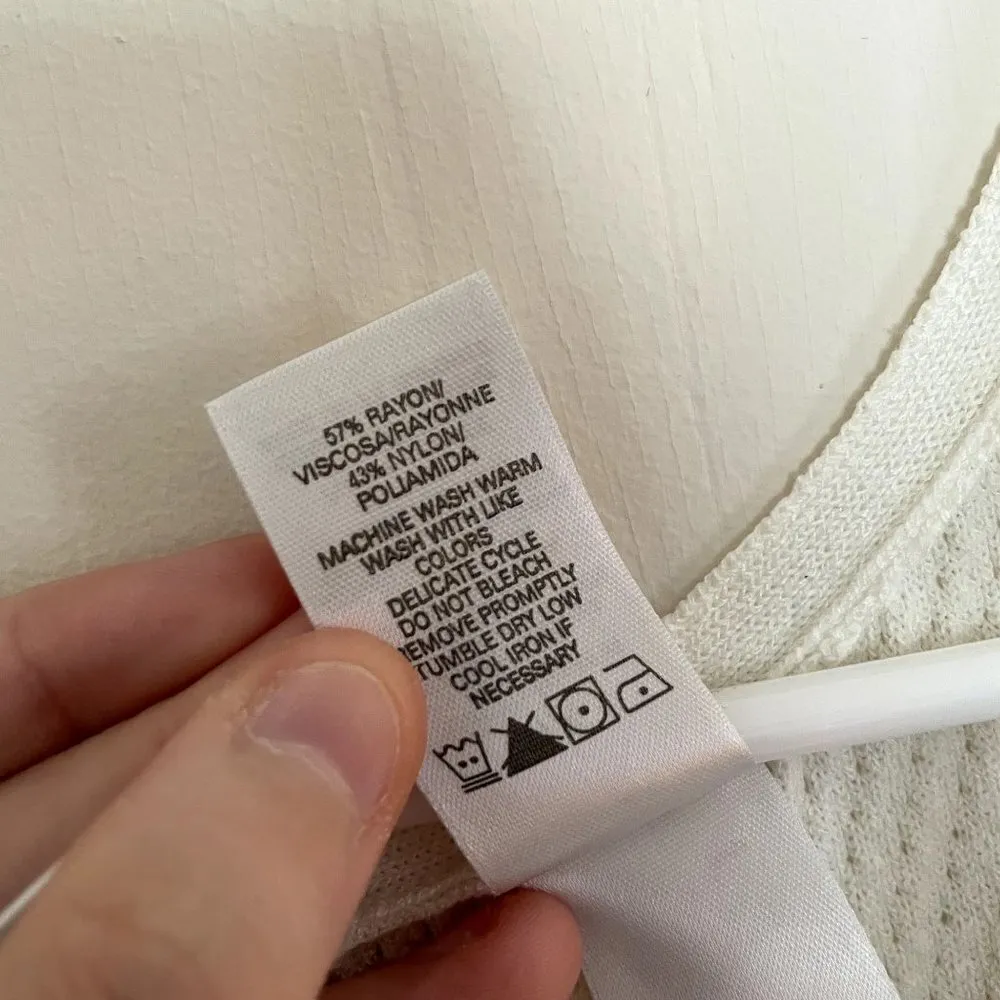 57% RAYON/
VISCOSA/RAYONNE
43% NYLON/
POLIAMIDA
MACHINE WASH WARM
WASH WITH LIKE
COLORS
DELICATE CYCLE
DO NOT BLEACH
REMOVE PROMPTLY
TUMBLE DRY LOW
COOL IRON IF
NECESSARY